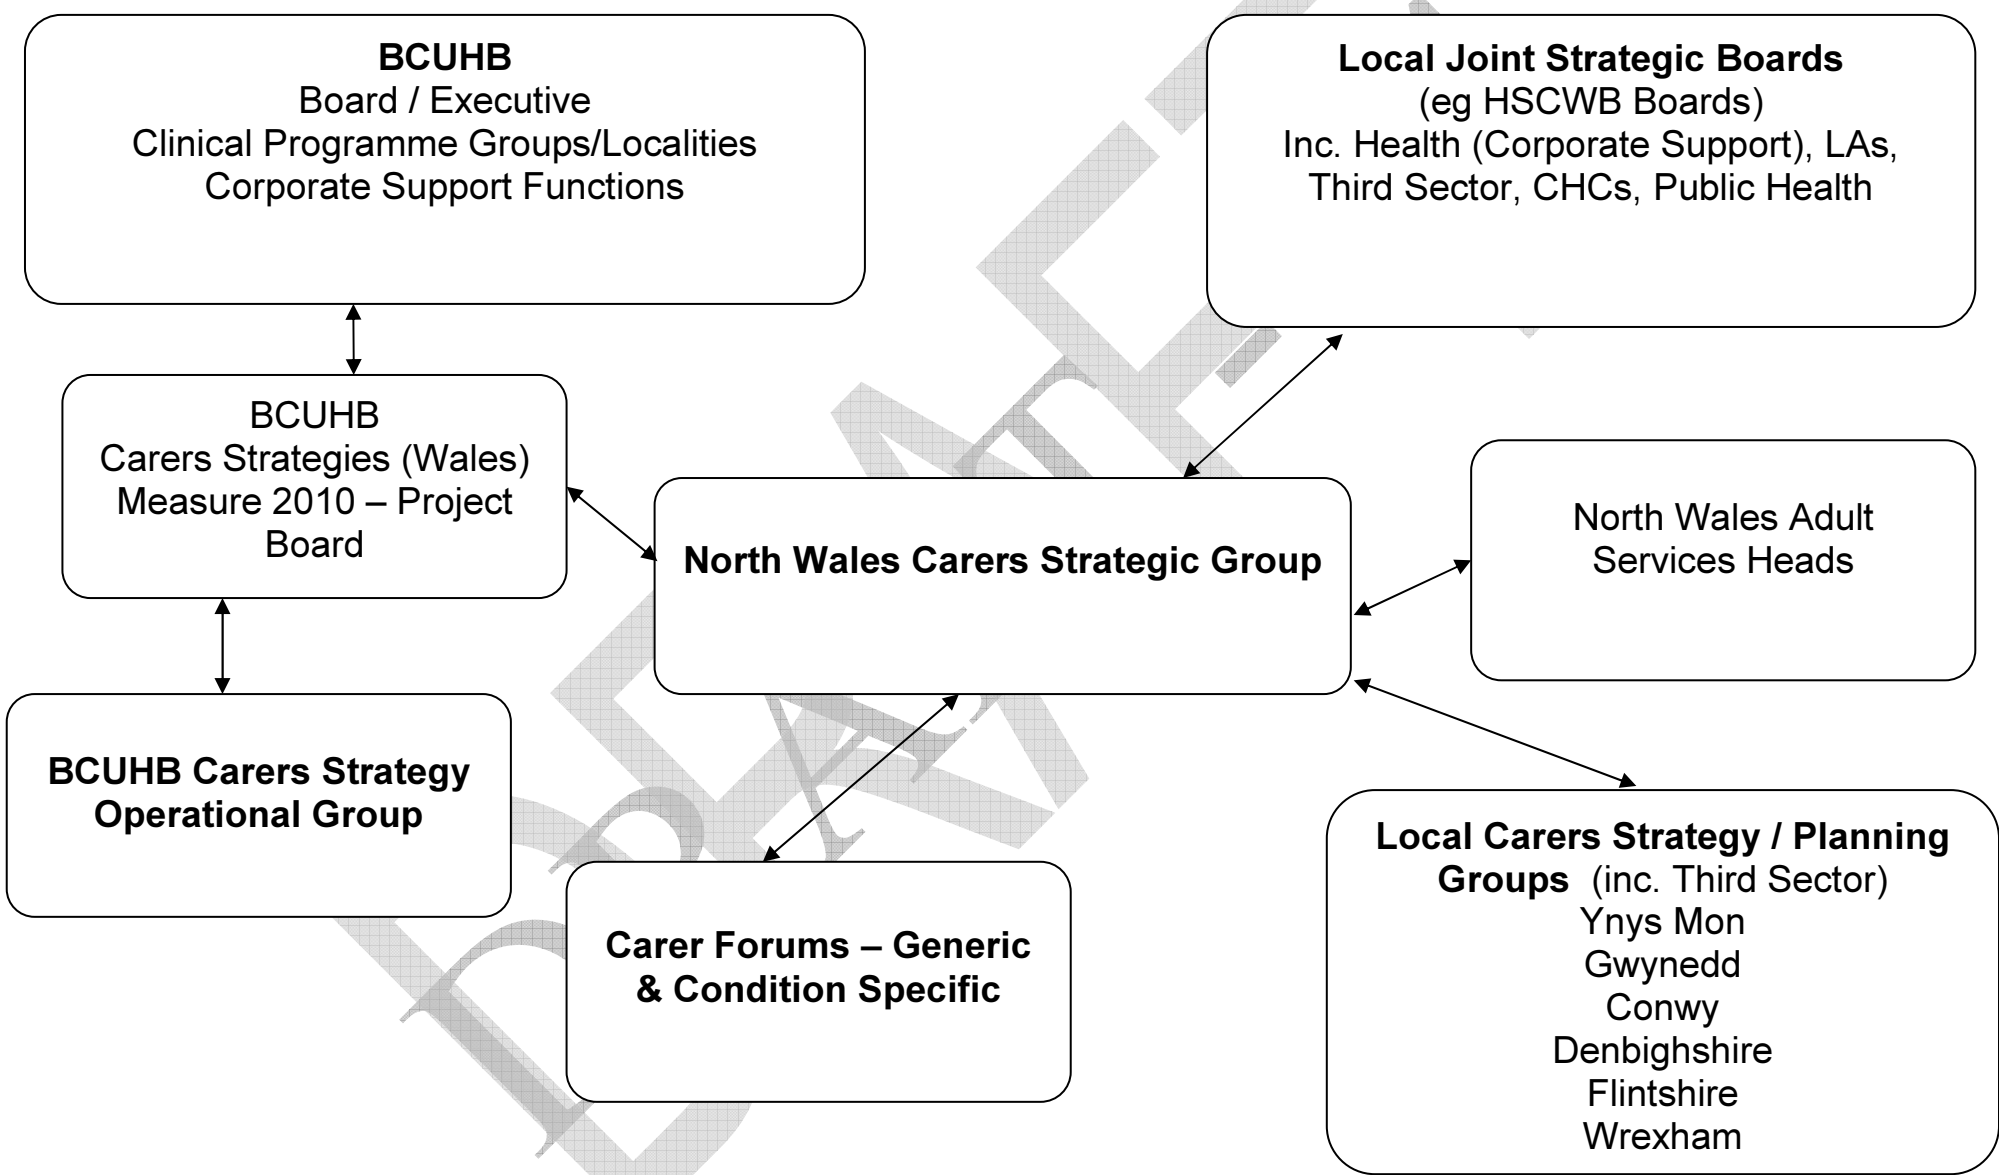 BCUHB
Board / Executive
Clinical Programme Groups/Localities
Corporate Support Functions
Local Joint Strategic Boards
(eg HSCWB Boards)
Inc. Health (Corporate Support), LAs,
Third Sector, CHCs, Public Health
BCUHB
Carers Strategies (Wales)
Measure 2010 – Project
Board
North Wales Carers Strategic Group
North Wales Adult
Services Heads
BCUHB Carers Strategy
Operational Group
Carer Forums – Generic
& Condition Specific
Local Carers Strategy / Planning
Groups (inc. Third Sector)
Ynys Mon
Gwynedd
Conwy
Denbighshire
Flintshire
Wrexham